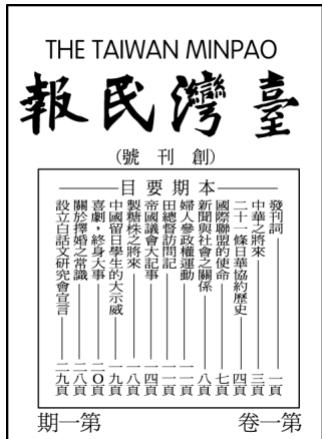 THE TAIWAN MINPAO
臺灣民報
(創刊號)
本期要目
發刊詞——一頁
中華之將來——三頁
二十一條日華協約歷史——四頁
國際聯盟的使命——七頁
新聞與社會之關係——八頁
婦人參政權運動——一一頁
田總督訪問記——一一頁
帝國議會大記事——一四頁
製糖株之將來——一八頁
中國留日學生的大示威——一九頁
喜劇，終身大事——二〇頁
關於擇婚之常識——二八頁
設立白話文研究會宣言——二九頁
第一卷 第一期